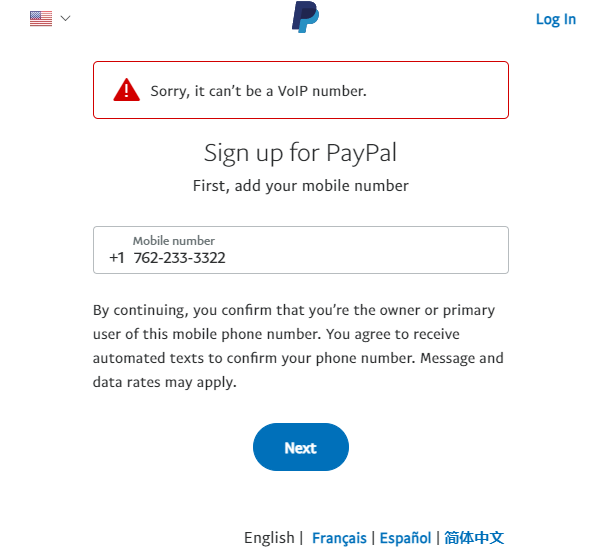 Log In
Sorry, it can’t be a VoIP number.
Sign up for PayPal
First, add your mobile number
Mobile number
+1 762-233-3322
By continuing, you confirm that you’re the owner or primary
user of this mobile phone number. You agree to receive
automated texts to confirm your phone number. Message and
data rates may apply.
Next
English | Français | Español | 简体中文